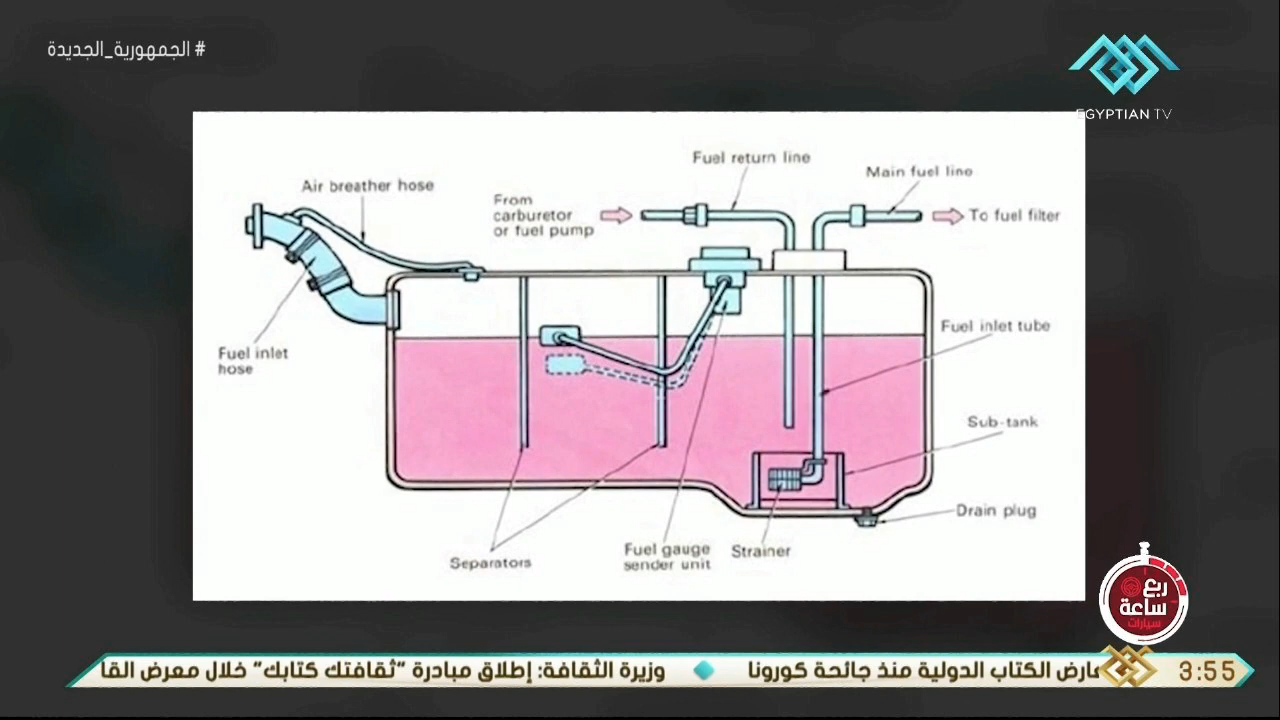 # الجمهورية_الجديدة
EGYPTIAN TV
Fuel return line
Main fuel line
Air breather hose
From
carburetor
or fuel pump
To fuel filter
Fuel inlet
hose
Fuel inlet tube
Sub-tank
Drain plug
Separators
Fuel gauge
sender unit
Strainer
ربع
ساعة
سيارات
عارض الكتاب الدولية منذ جائحة كورونا
وزيرة الثقافة: إطلاق مبادرة "ثقافتك كتابك" خلال معرض القا
3:55